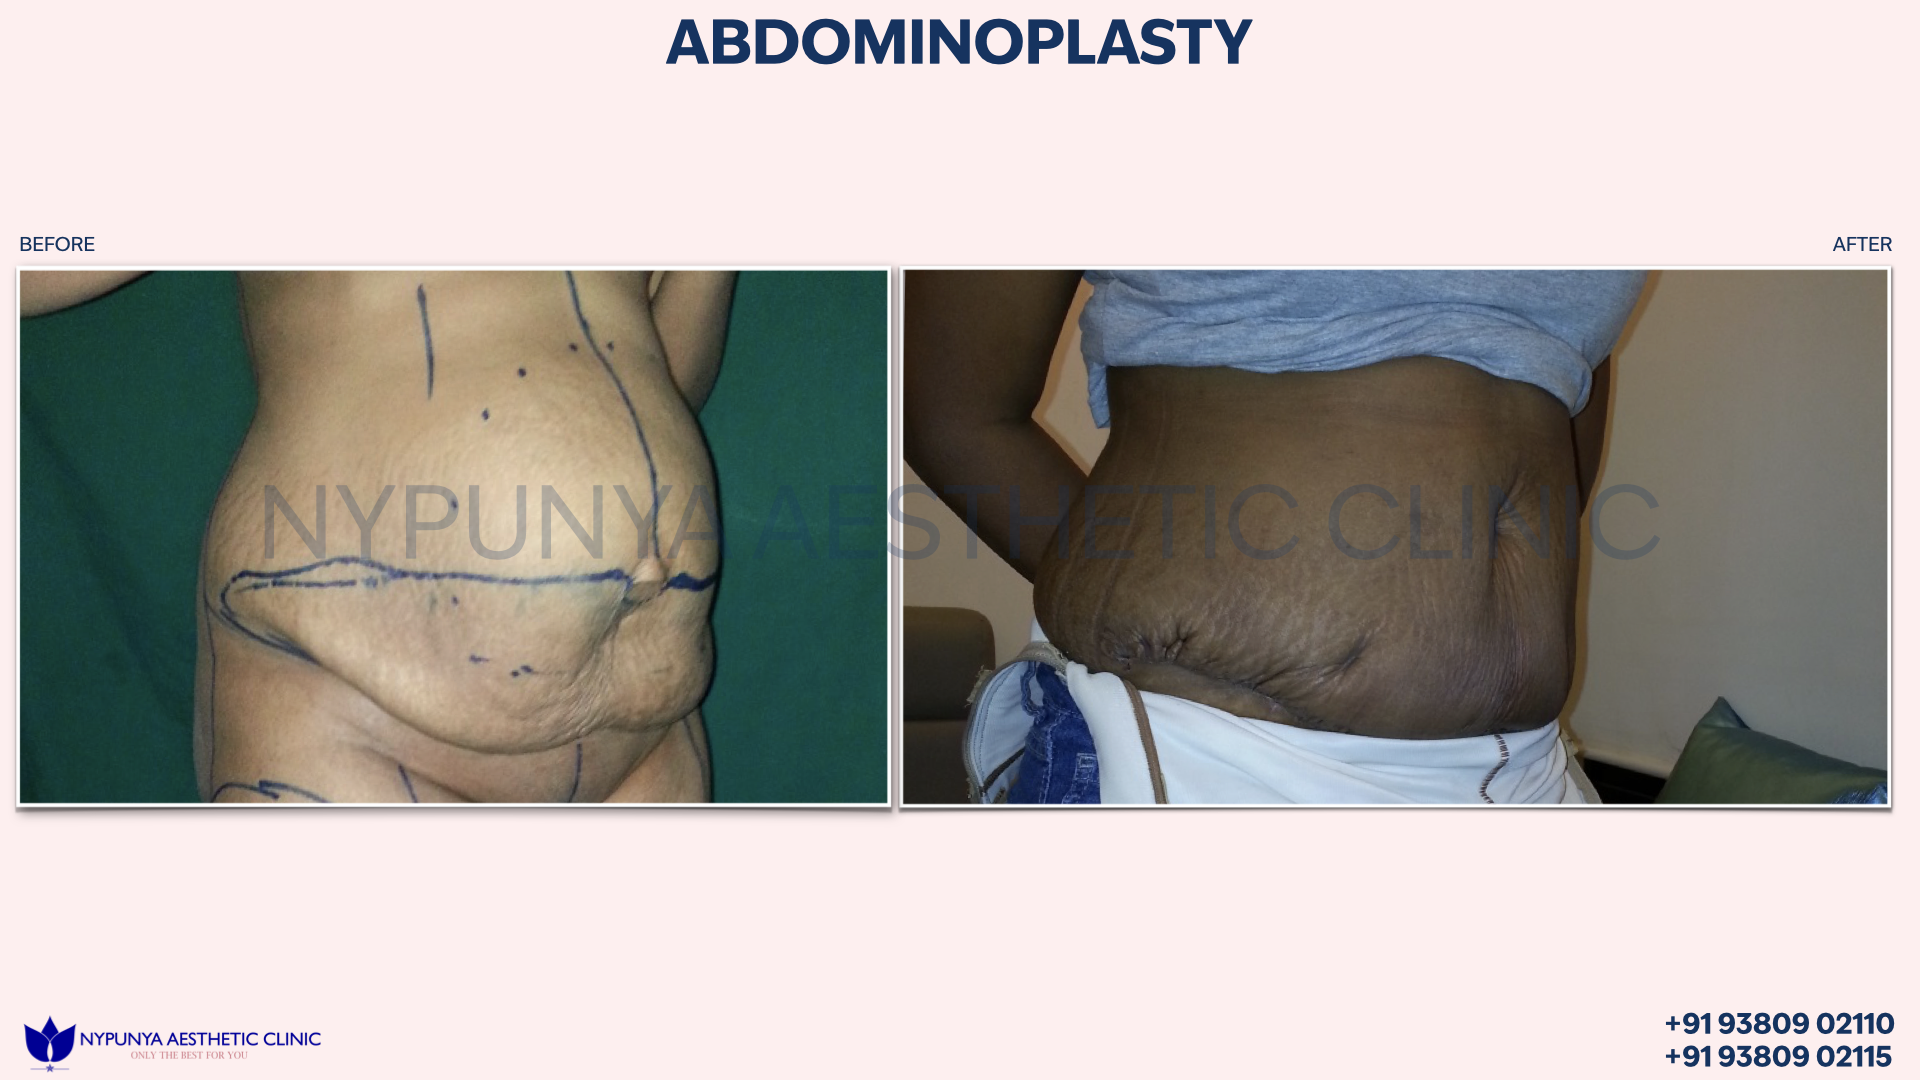 ABDOMINOPLASTY
BEFORE
AFTER
NYPUNYA AESTHETIC CLINIC
NYPUNYA AESTHETIC CLINIC
ONLY THE BEST FOR YOU
+91 93809 02110
+91 93809 02115